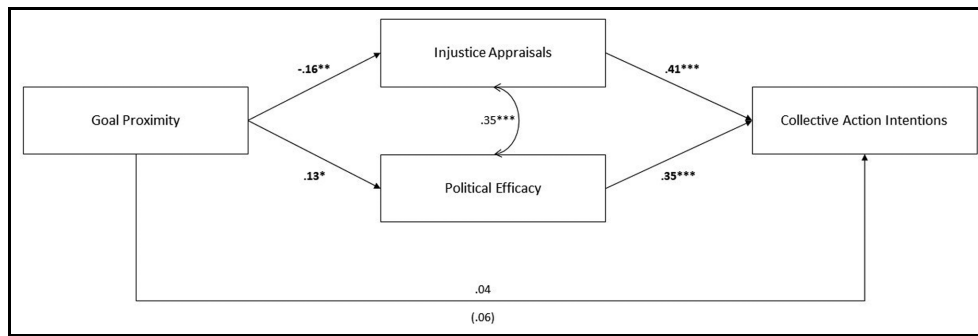 Injustice Appraisals
-.16**
.41***
Goal Proximity
.35***
Collective Action Intentions
.13*
Political Efficacy
.35***
.04
(.06)